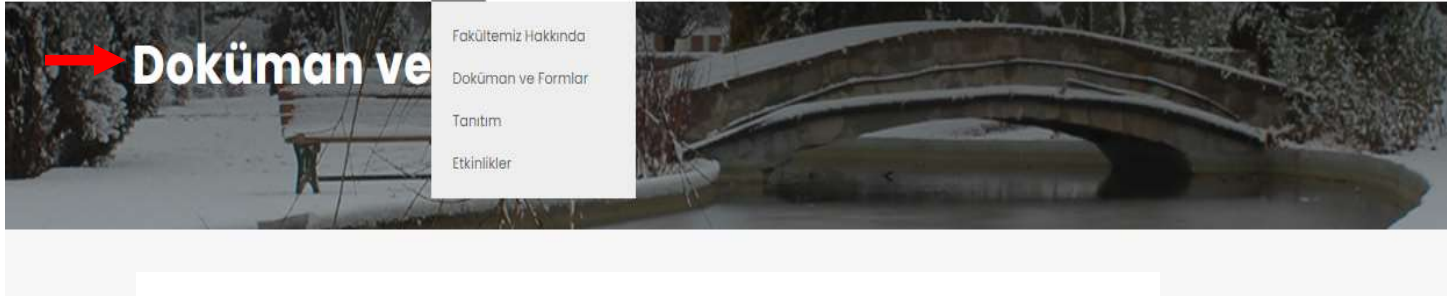 Doküman ve
Fakültemiz Hakkında
Doküman ve Formlar
Tanıtım
Etkinlikler